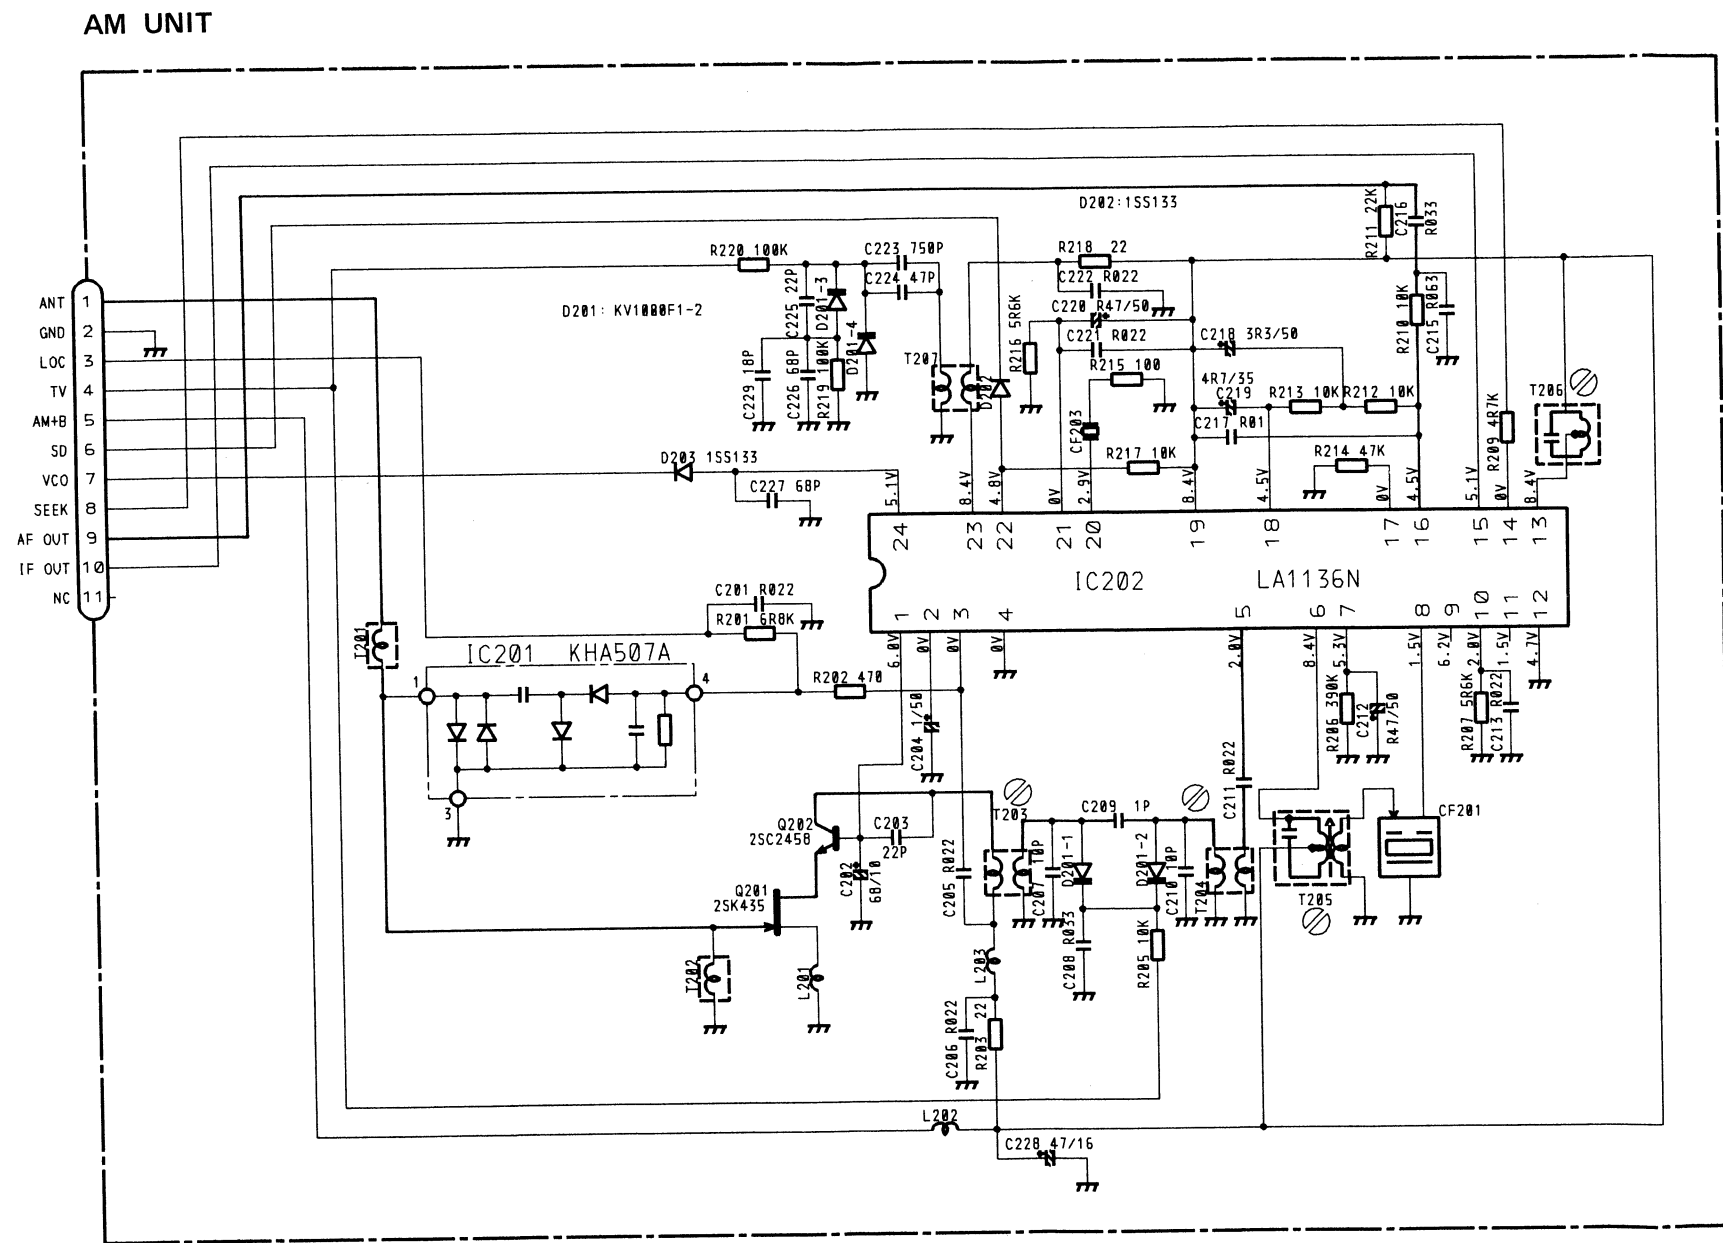 AM UNIT
ANT 1
GND 2
LOC 3
TV 4
AM+B 5
SD 6
VCO 7
SEEK 8
AF OUT 9
IF OUT 10
NC 11
D202:1SS133
R211 22K
C216 R033
R220 100K
C223 750P
C224 47P
C225 22P
D201-3
D201-4
D201: KV1080F1-2
C229 18P
C226 68P
R219 100K
T207
D202
R218 22
C222 R022
C220 R47/50
C221 R022
R216 5R6K
R215 100
CF203
R217 10K
C218 3R3/50
4R7/35
C219
C217 R01
R213 10K
R212 10K
R214 47K
R210 10K
C215 R063
R209 4R7K
T206
D203 1SS133
C227 68P
5.1V
8.4V
4.8V
0V
2.9V
8.4V
4.5V
0V
4.5V
5.1V
0V
8.4V
24 23 22 21 20 19 18 17 16 15 14 13
IC202 LA1136N
1 2 3 4 5 6 7 8 9 10 11 12
6.0V
0V
0V
0V
2.0V
8.4V
5.3V
1.5V
6.2V
2.0V
1.5V
4.7V
C201 R022
R201 6R8K
T201
IC201 KHA507A
1
4
3
R202 470
C204 1/50
R206 390K
C212
R47/50
R207 5R6K
C213 R022
C211 R022
Q202
2SC2458
C203
22P
C202
68/10
Q201
2SK435
C205 R022
T203
C207 10P
D201-1
C209 1P
D201-2
C210 10P
T204
T205
CF201
T202
L201
L203
C208 R033
R205 10K
C206 R022
R203 22
L202
C228 47/16